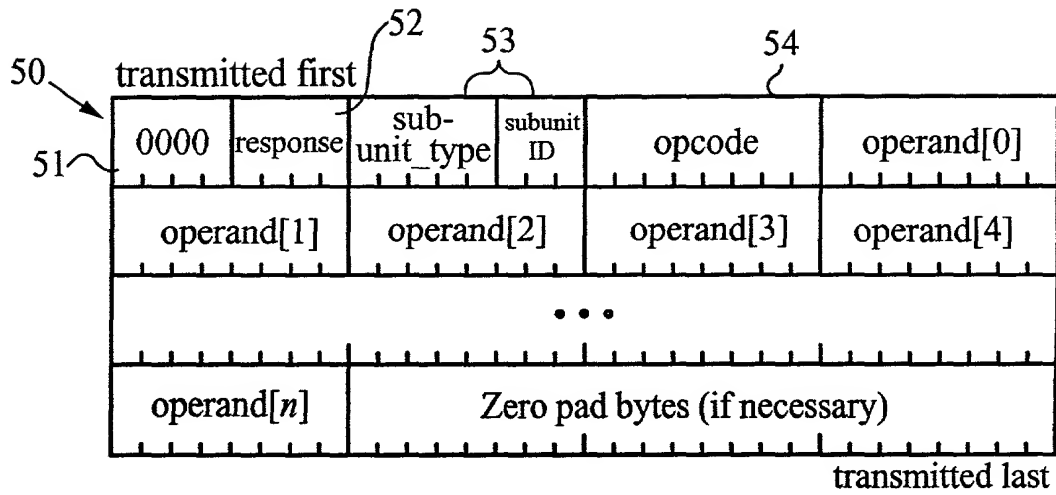 52
53
54
50
transmitted first
51
0000
response
sub-
unit_type
subunit
ID
opcode
operand[0]
operand[1]
operand[2]
operand[3]
operand[4]
• • •
operand[n]
Zero pad bytes (if necessary)
transmitted last